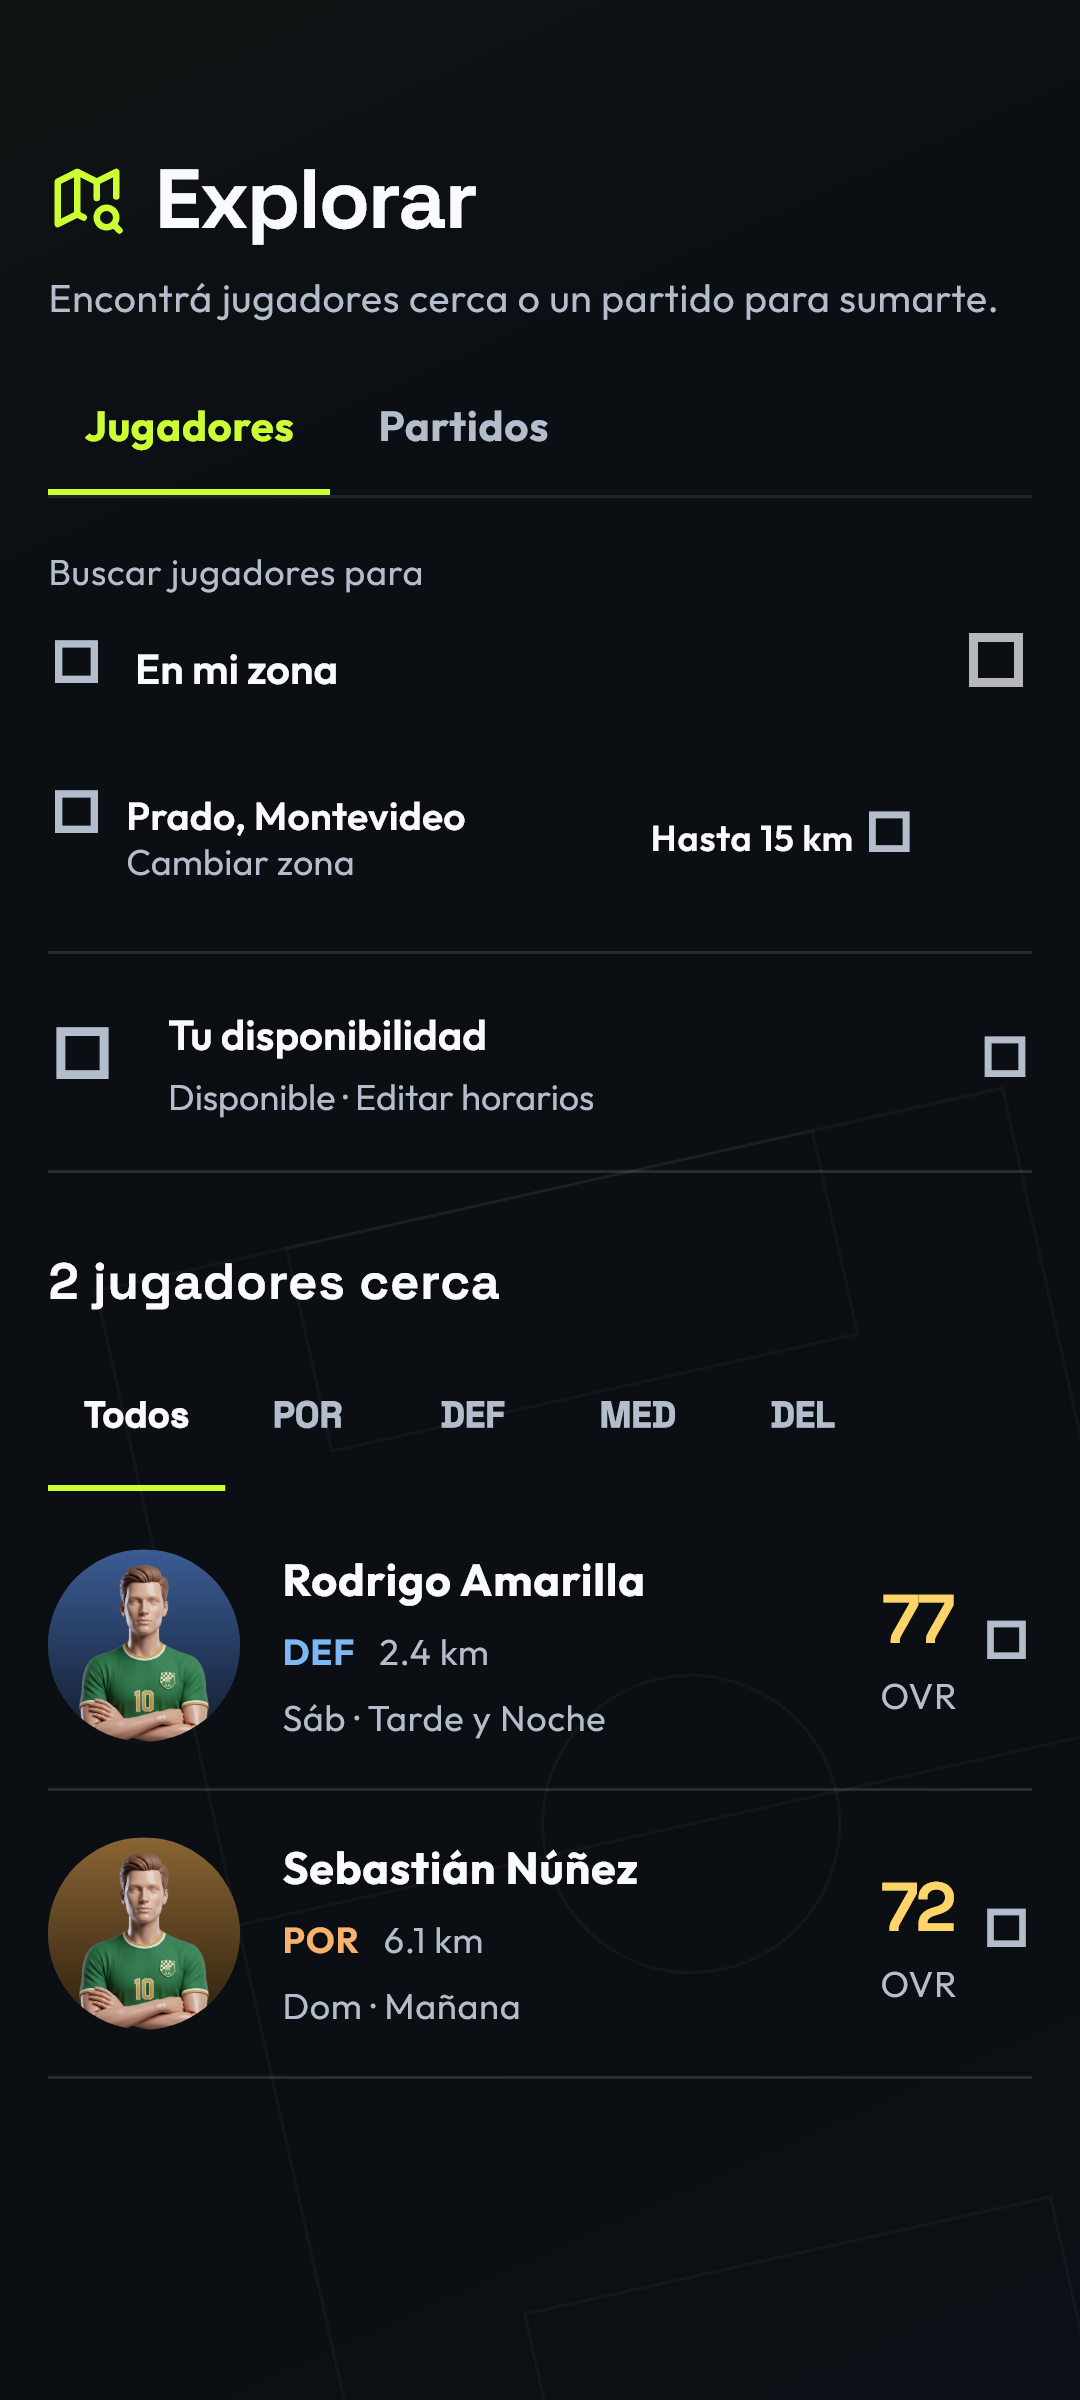 Explorar
Encontrá jugadores cerca o un partido para sumarte.
Jugadores
Partidos
Buscar jugadores para
En mi zona
Prado, Montevideo
Cambiar zona
Hasta 15 km
Tu disponibilidad
Disponible · Editar horarios
2 jugadores cerca
Todos
POR
DEF
MED
DEL
Rodrigo Amarilla
DEF 2.4 km
Sáb · Tarde y Noche
77
OVR
10
Sebastián Núñez
POR 6.1 km
Dom · Mañana
72
OVR
10